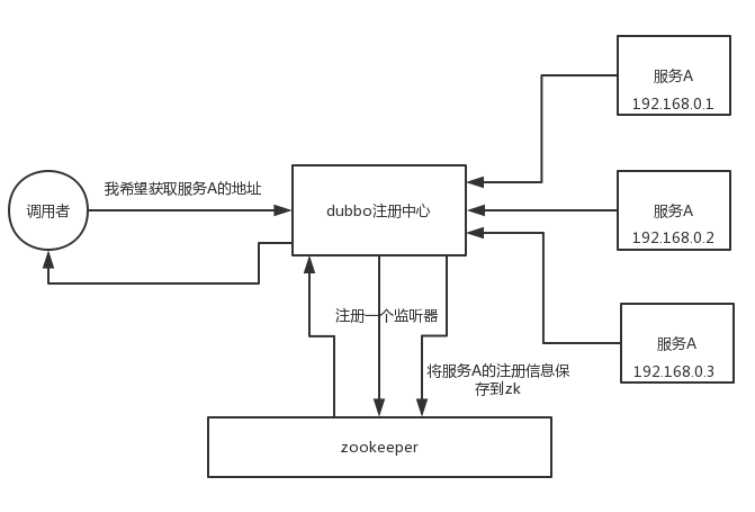 服务A
192.168.0.1
我希望获取服务A的地址
调用者
dubbo注册中心
服务A
192.168.0.2
注册一个监听器
服务A
192.168.0.3
将服务A的注册信息保
存到zk
zookeeper